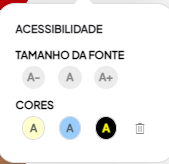 ACESSIBILIDADE
TAMANHO DA FONTE
A- A A+
CORES
A A A